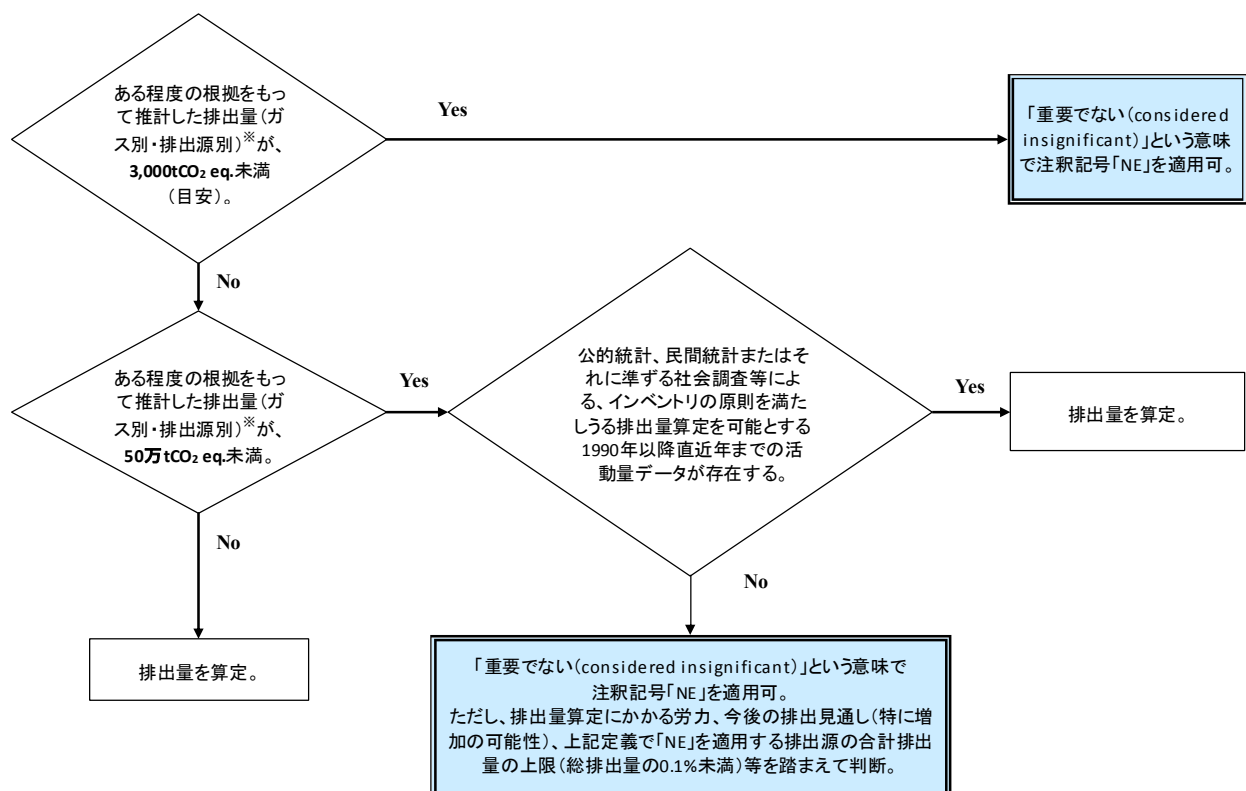 ある程度の根拠をもっ
て推計した排出量(ガ
ス別・排出源別)※が、
3,000tCO₂ eq.未満
(目安)。
Yes
「重要でない(considered
insignificant)」という意味
で注釈記号「NE」を適用可。
No
ある程度の根拠をもっ
て推計した排出量(ガ
ス別・排出源別)※が、
50万tCO₂ eq.未満。
Yes
公的統計、民間統計またはそ
れに準ずる社会調査等によ
る、インベントリの原則を満た
しうる排出量算定を可能とする
1990年以降直近年までの活
動量データが存在する。
Yes
排出量を算定。
No
排出量を算定。
No
「重要でない(considered insignificant)」という意味で
注釈記号「NE」を適用可。
ただし、排出量算定にかかる労力、今後の排出見通し(特に増
加の可能性)、上記定義で「NE」を適用する排出源の合計排出
量の上限(総排出量の0.1%未満)等を踏まえて判断。